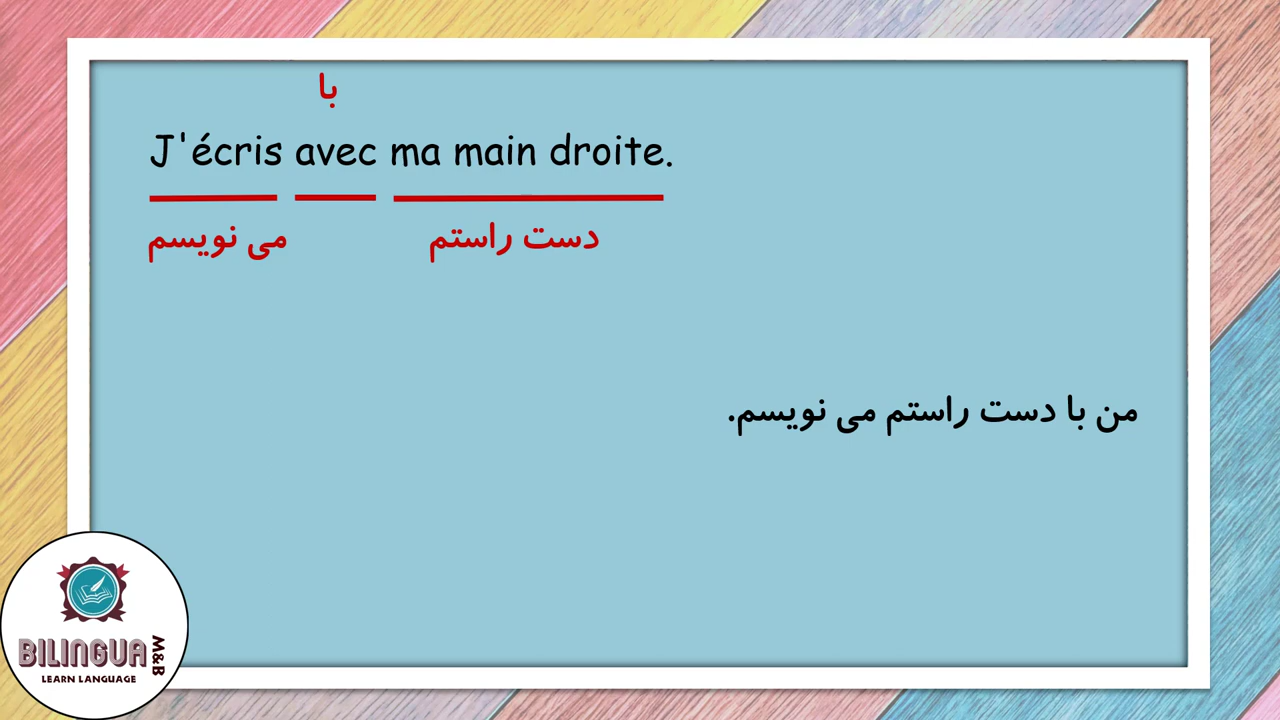 با
J'écris avec ma main droite.
می نویسم
دست راستم
من با دست راستم می نویسم.
BILINGUA
M&B
LEARN LANGUAGE